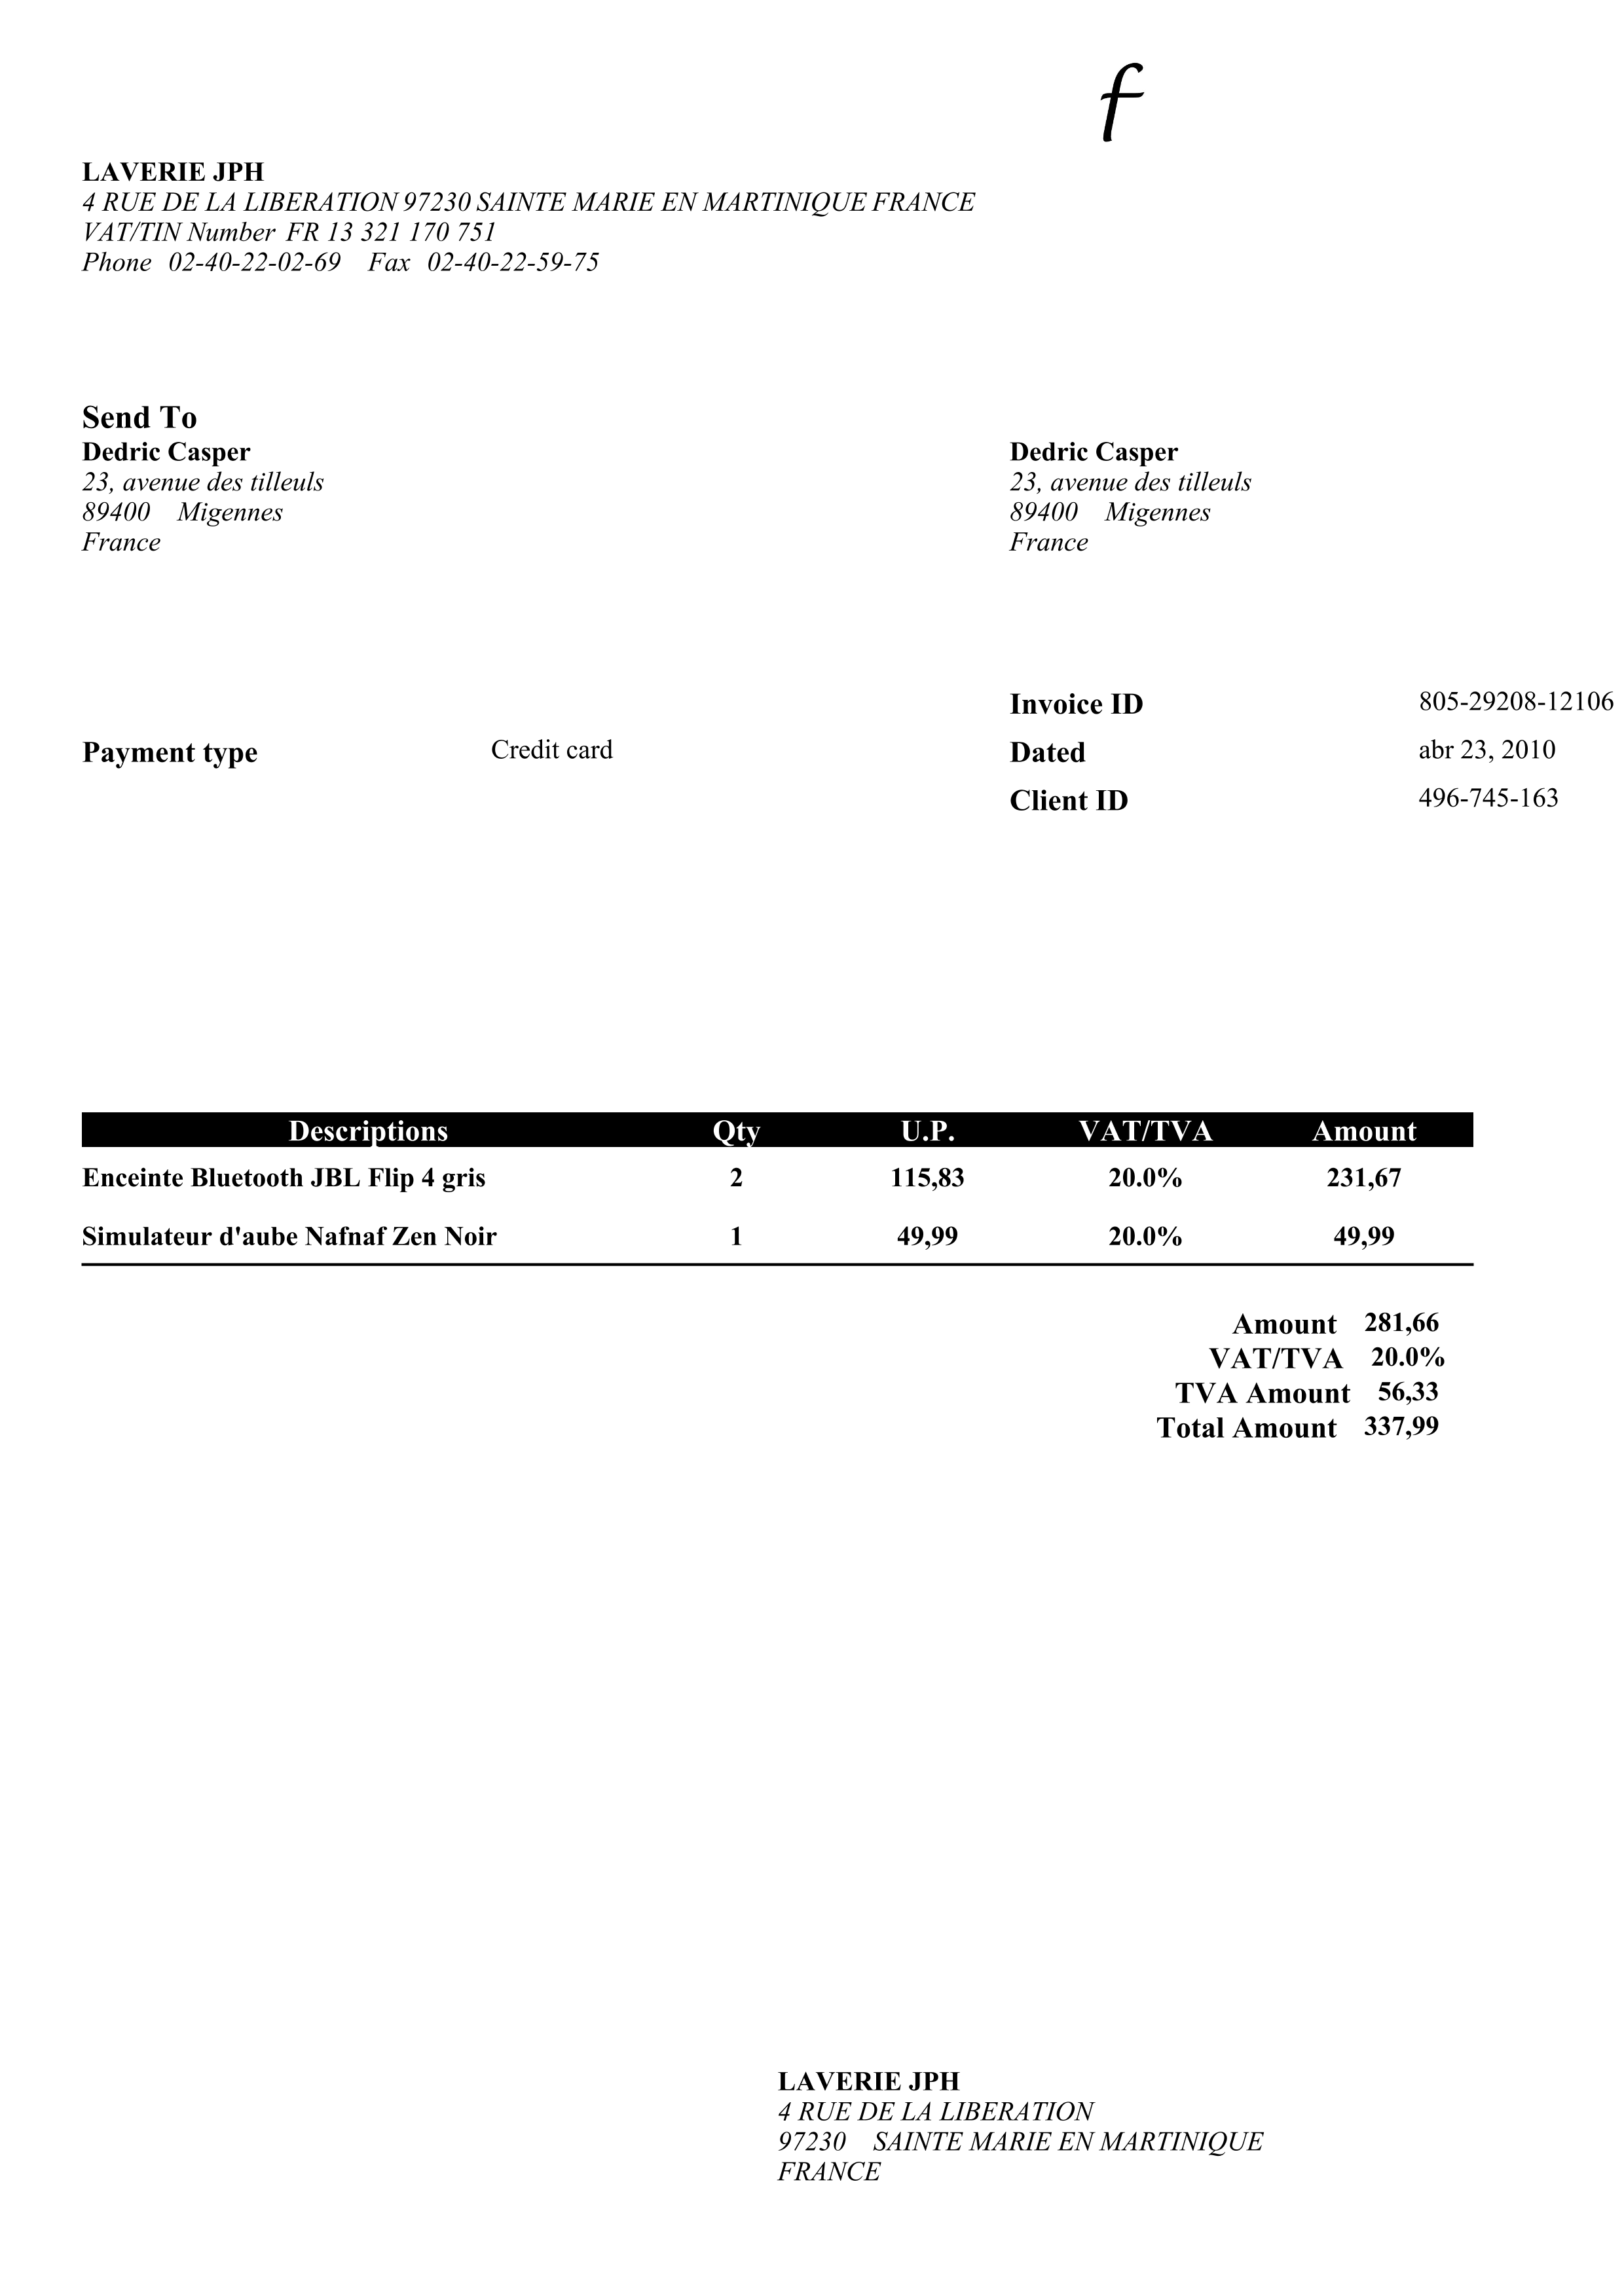 f
LAVERIE JPH
4 RUE DE LA LIBERATION 97230 SAINTE MARIE EN MARTINIQUE FRANCE
VAT/TIN Number FR 13 321 170 751
Phone 02-40-22-02-69 Fax 02-40-22-59-75
Send To
Dedric Casper
23, avenue des tilleuls
89400 Migennes
France
Dedric Casper
23, avenue des tilleuls
89400 Migennes
France
Invoice ID 805-29208-12106
Payment type Credit card Dated abr 23, 2010
Client ID 496-745-163
Descriptions Qty U.P. VAT/TVA Amount
Enceinte Bluetooth JBL Flip 4 gris 2 115,83 20.0% 231,67
Simulateur d'aube Nafnaf Zen Noir 1 49,99 20.0% 49,99
Amount 281,66
VAT/TVA 20.0%
TVA Amount 56,33
Total Amount 337,99
LAVERIE JPH
4 RUE DE LA LIBERATION
97230 SAINTE MARIE EN MARTINIQUE
FRANCE